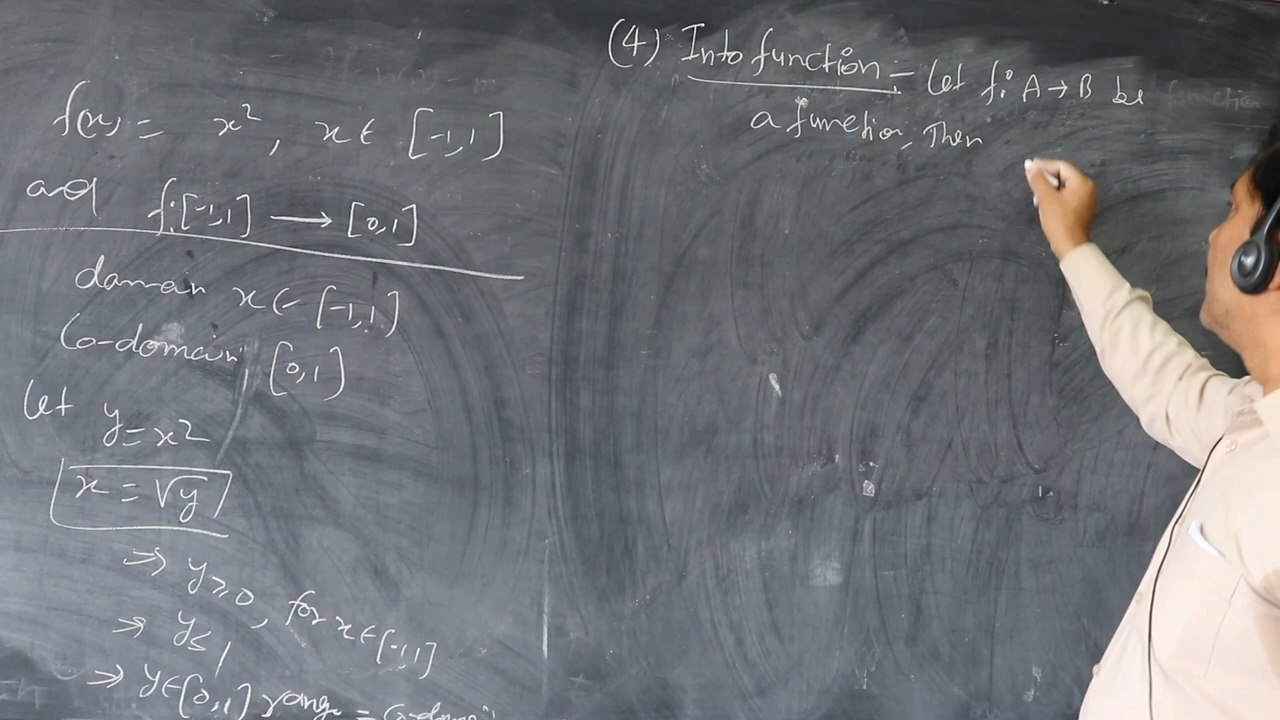 f(x) = x², x ∈ [-1,1]
and f:[-1,1] ⟶ [0,1]
domain x ∈ [-1,1]
Co-domain [0,1]
Let y = x²
x = √y
⇒ y ≥ 0, for x ∈ [-1,1]
⇒ y ≤ 1
⇒ y ∈ [0,1] range = Co-domain
(4) Into function :- Let f: A → B be
a function, Then